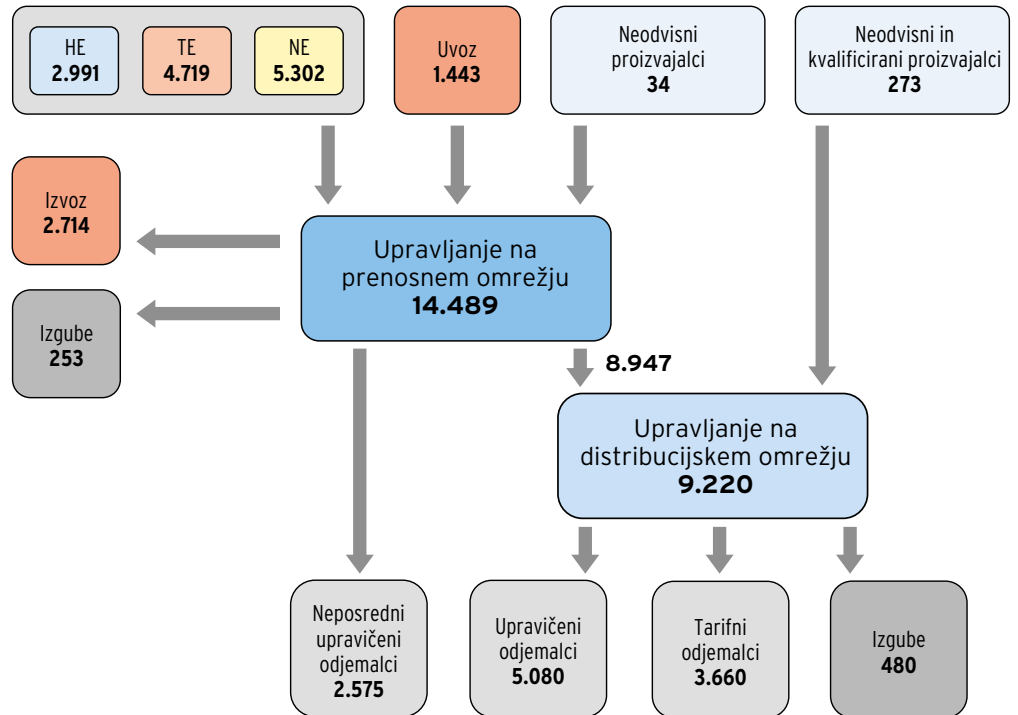 HE
2.991
TE
4.719
NE
5.302
Uvoz
1.443
Neodvisni
proizvajalci
34
Neodvisni in
kvalificirani proizvajalci
273
Izvoz
2.714
Upravljanje na
prenosnem omrežju
14.489
Izgube
253
8.947
Upravljanje na
distribucijskem omrežju
9.220
Neposredni
upravičeni
odjemalci
2.575
Upravičeni
odjemalci
5.080
Tarifni
odjemalci
3.660
Izgube
480